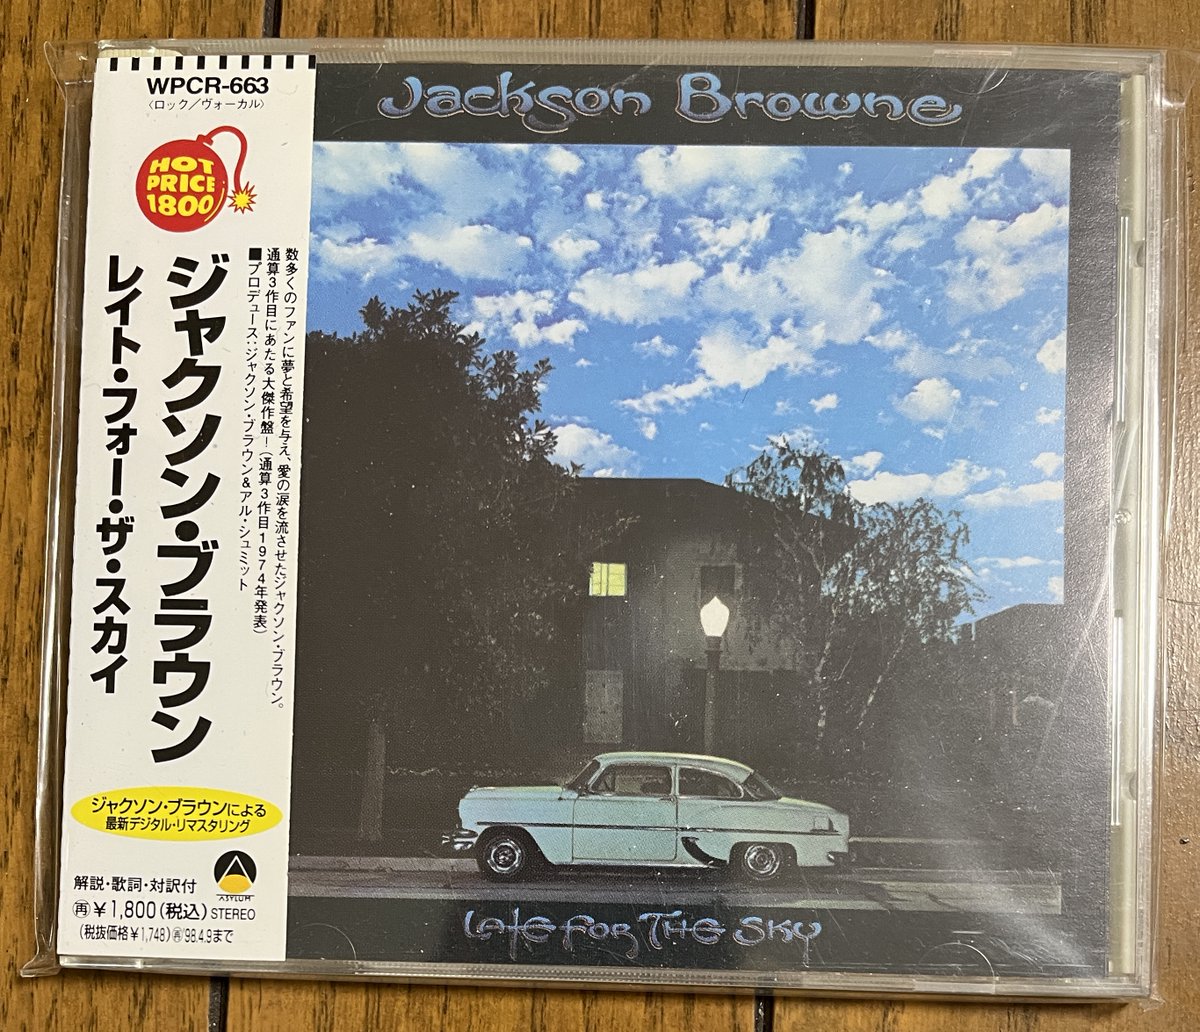 WPCR-663
〈ロック/ヴォーカル〉
HOT
PRICE
1800
数多くのファンに夢と希望を与え、愛の涙を流させたジャクソン・ブラウン。
通算3作目にあたる大傑作盤!(通算3作目1974年発表)
■プロデュース:ジャクソン・ブラウン&アル・シュミット
ジャクソン・ブラウン
レイト・フォー・ザ・スカイ
ジャクソン・ブラウンによる
最新デジタル・リマスタリング
ASYLUM
解説・歌詞・対訳付
再¥1,800(税込)STEREO
(税抜価格¥1,748)再'98.4.9まで
Jackson Browne
Late for The Sky